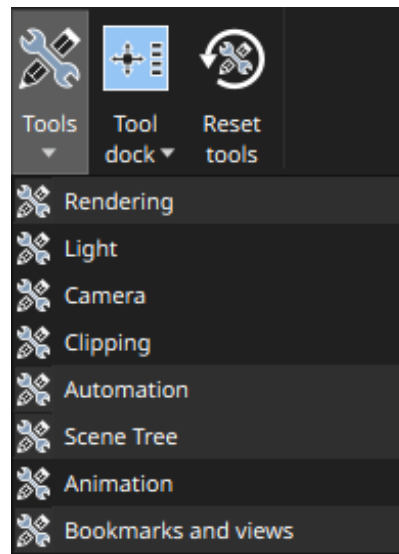 Tools
Tool
dock
Reset
tools
Rendering
Light
Camera
Clipping
Automation
Scene Tree
Animation
Bookmarks and views